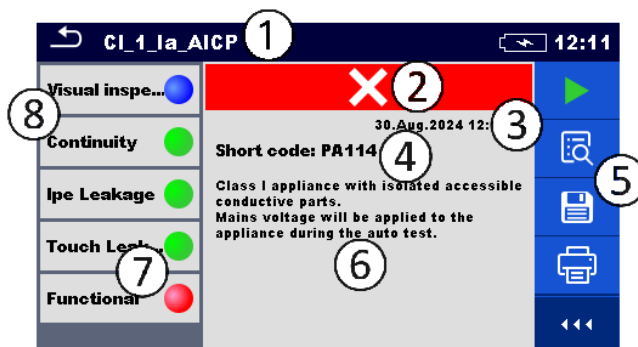 CI_1_Ia_AICP 1 12:11
2
Visual inspe...
30.Aug.2024 12: 3
8
Continuity
Short code: PA114 4
5
Ipe Leakage
Class I appliance with isolated accessible
conductive parts.
Mains voltage will be applied to the
appliance during the auto test.
Touch Leak...
6
7
Functional